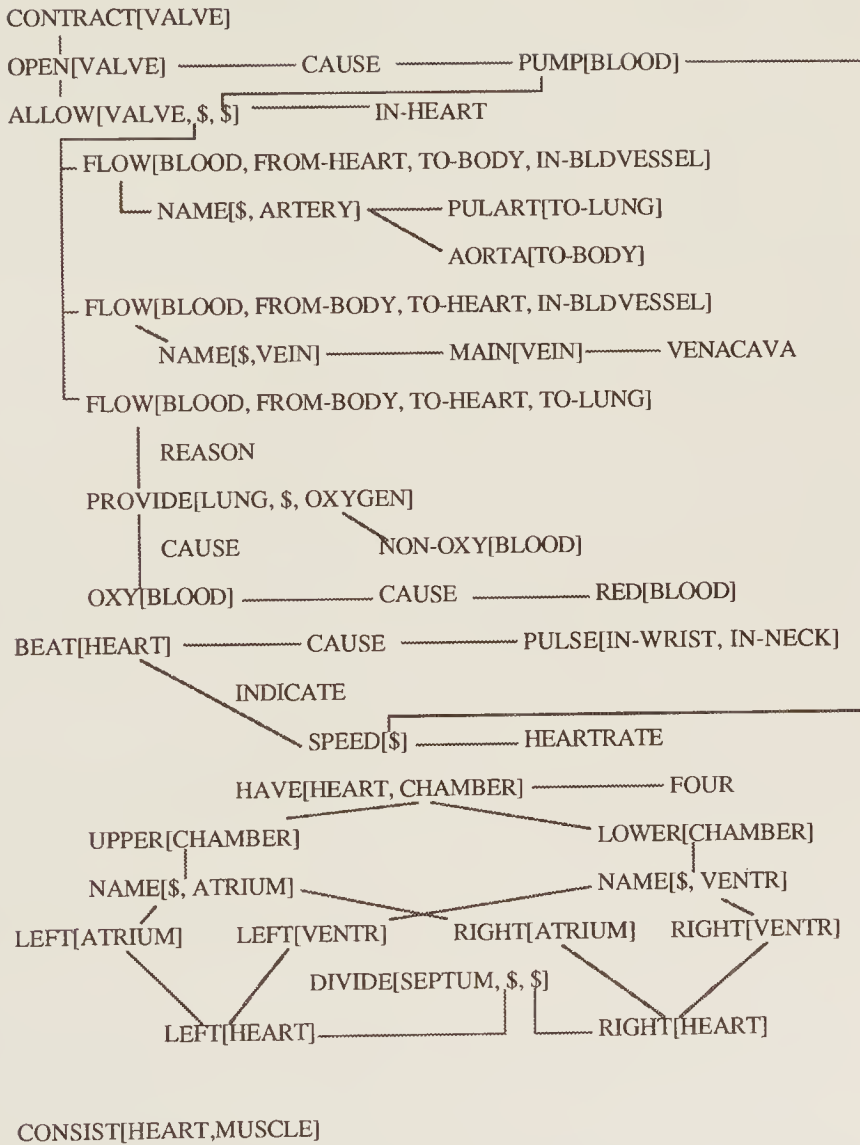 CONTRACT[VALVE]
OPEN[VALVE] CAUSE PUMP[BLOOD]
ALLOW[VALVE, $, $] IN-HEART
FLOW[BLOOD, FROM-HEART, TO-BODY, IN-BLDVESSEL]
NAME[$, ARTERY] PULART[TO-LUNG]
AORTA[TO-BODY]
FLOW[BLOOD, FROM-BODY, TO-HEART, IN-BLDVESSEL]
NAME[$,VEIN] MAIN[VEIN] VENACAVA
FLOW[BLOOD, FROM-BODY, TO-HEART, TO-LUNG]
REASON
PROVIDE[LUNG, $, OXYGEN]
CAUSE NON-OXY[BLOOD]
OXY[BLOOD] CAUSE RED[BLOOD]
BEAT[HEART] CAUSE PULSE[IN-WRIST, IN-NECK]
INDICATE
SPEED[$] HEARTRATE
HAVE[HEART, CHAMBER] FOUR
UPPER[CHAMBER] LOWER[CHAMBER]
NAME[$, ATRIUM] NAME[$, VENTR]
LEFT[ATRIUM] LEFT[VENTR] RIGHT[ATRIUM] RIGHT[VENTR]
DIVIDE[SEPTUM, $, $]
LEFT[HEART] RIGHT[HEART]
CONSIST[HEART,MUSCLE]